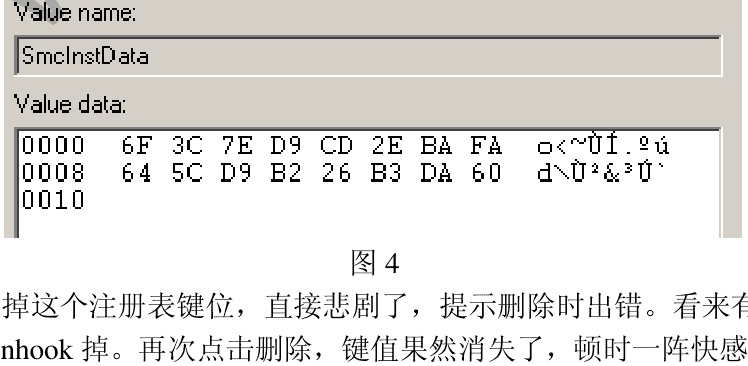 Value name:
SmcInstData
Value data:
0000 6F 3C 7E D9 CD 2E BA FA o<~ÙÍ.ºú
0008 64 5C D9 B2 26 B3 DA 60 d\Ù²&³Ú`
0010
图 4
掉这个注册表键位，直接悲剧了，提示删除时出错。看来有
nhook 掉。再次点击删除，键值果然消失了，顿时一阵快感